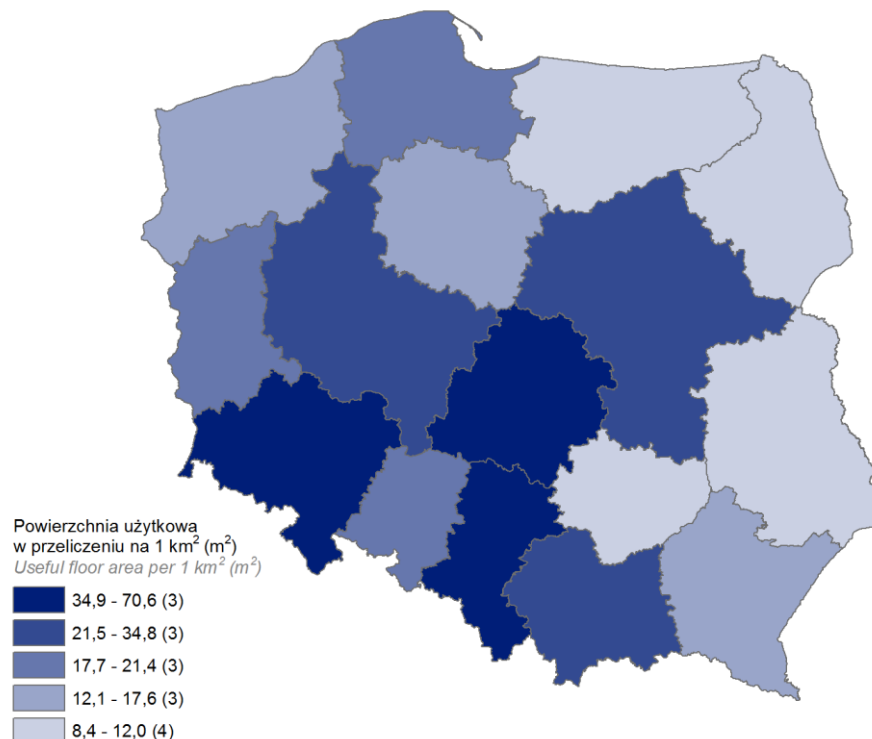 Powierzchnia użytkowa
w przeliczeniu na 1 km² (m²)
Useful floor area per 1 km² (m²)
34,9 - 70,6 (3)
21,5 - 34,8 (3)
17,7 - 21,4 (3)
12,1 - 17,6 (3)
8,4 - 12,0 (4)